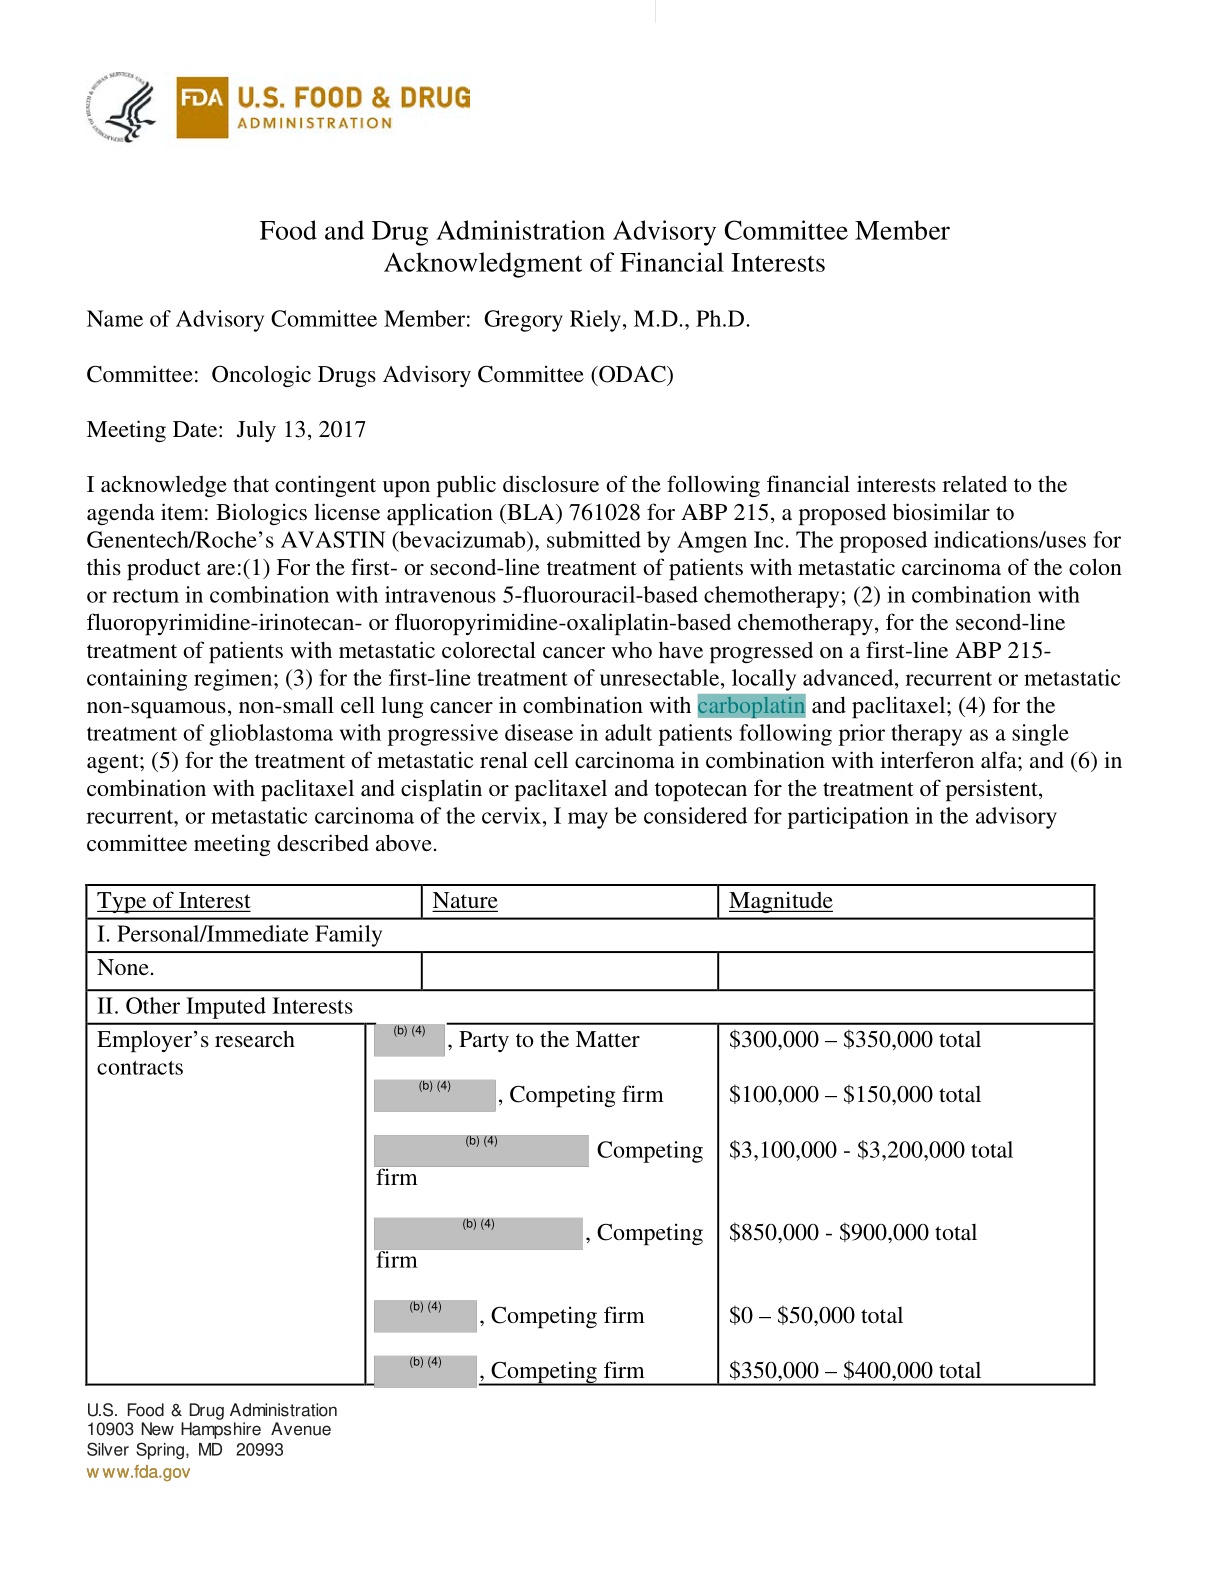 FDA U.S. FOOD & DRUG
ADMINISTRATION
Food and Drug Administration Advisory Committee Member
Acknowledgment of Financial Interests
Name of Advisory Committee Member: Gregory Riely, M.D., Ph.D.
Committee: Oncologic Drugs Advisory Committee (ODAC)
Meeting Date: July 13, 2017
I acknowledge that contingent upon public disclosure of the following financial interests related to the
agenda item: Biologics license application (BLA) 761028 for ABP 215, a proposed biosimilar to
Genentech/Roche’s AVASTIN (bevacizumab), submitted by Amgen Inc. The proposed indications/uses for
this product are:(1) For the first- or second-line treatment of patients with metastatic carcinoma of the colon
or rectum in combination with intravenous 5-fluorouracil-based chemotherapy; (2) in combination with
fluoropyrimidine-irinotecan- or fluoropyrimidine-oxaliplatin-based chemotherapy, for the second-line
treatment of patients with metastatic colorectal cancer who have progressed on a first-line ABP 215-
containing regimen; (3) for the first-line treatment of unresectable, locally advanced, recurrent or metastatic
non-squamous, non-small cell lung cancer in combination with carboplatin and paclitaxel; (4) for the
treatment of glioblastoma with progressive disease in adult patients following prior therapy as a single
agent; (5) for the treatment of metastatic renal cell carcinoma in combination with interferon alfa; and (6) in
combination with paclitaxel and cisplatin or paclitaxel and topotecan for the treatment of persistent,
recurrent, or metastatic carcinoma of the cervix, I may be considered for participation in the advisory
committee meeting described above.
Type of Interest Nature Magnitude
I. Personal/Immediate Family
None.
II. Other Imputed Interests
Employer’s research (b) (4) , Party to the Matter $300,000 – $350,000 total
contracts
(b) (4) , Competing firm $100,000 – $150,000 total
(b) (4) Competing $3,100,000 - $3,200,000 total
firm
(b) (4) , Competing $850,000 - $900,000 total
firm
(b) (4) , Competing firm $0 – $50,000 total
(b) (4) , Competing firm $350,000 – $400,000 total
U.S. Food & Drug Administration
10903 New Hampshire Avenue
Silver Spring, MD 20993
www.fda.gov